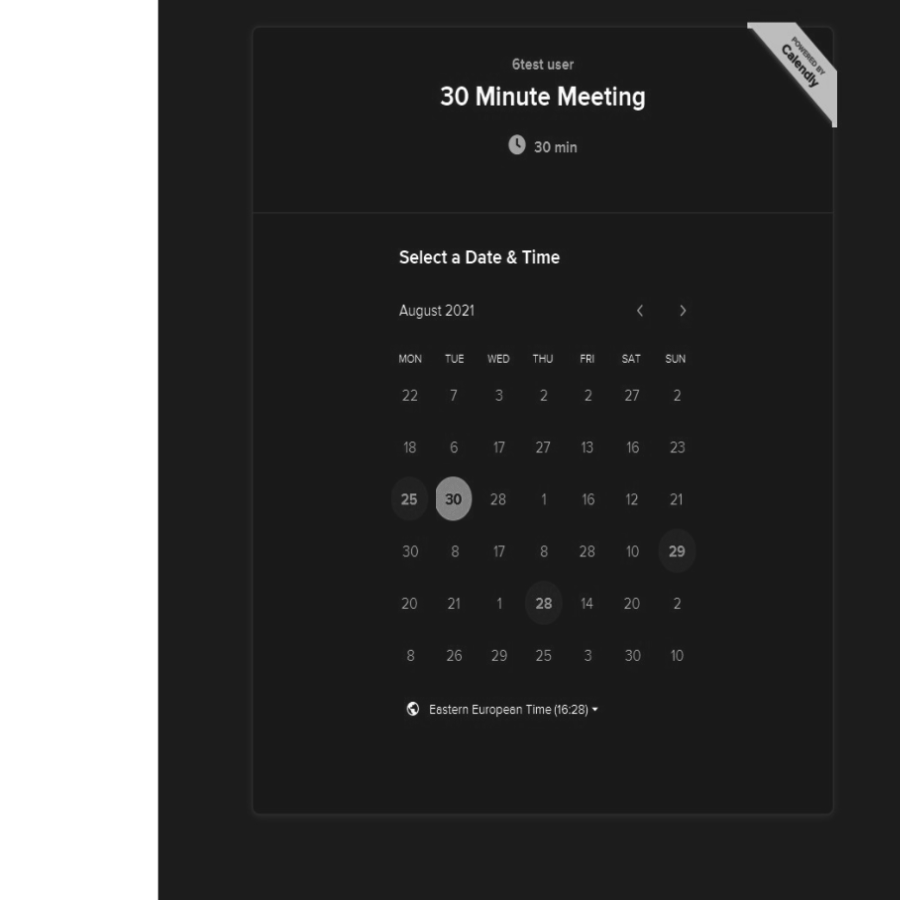 POWERED BY
Calendly
6test user
30 Minute Meeting
30 min
Select a Date & Time
August 2021
MON TUE WED THU FRI SAT SUN
22 7 3 2 2 27 2
18 6 17 27 13 16 23
25 30 28 1 16 12 21
30 8 17 8 28 10 29
20 21 1 28 14 20 2
8 26 29 25 3 30 10
Eastern European Time (16:28)